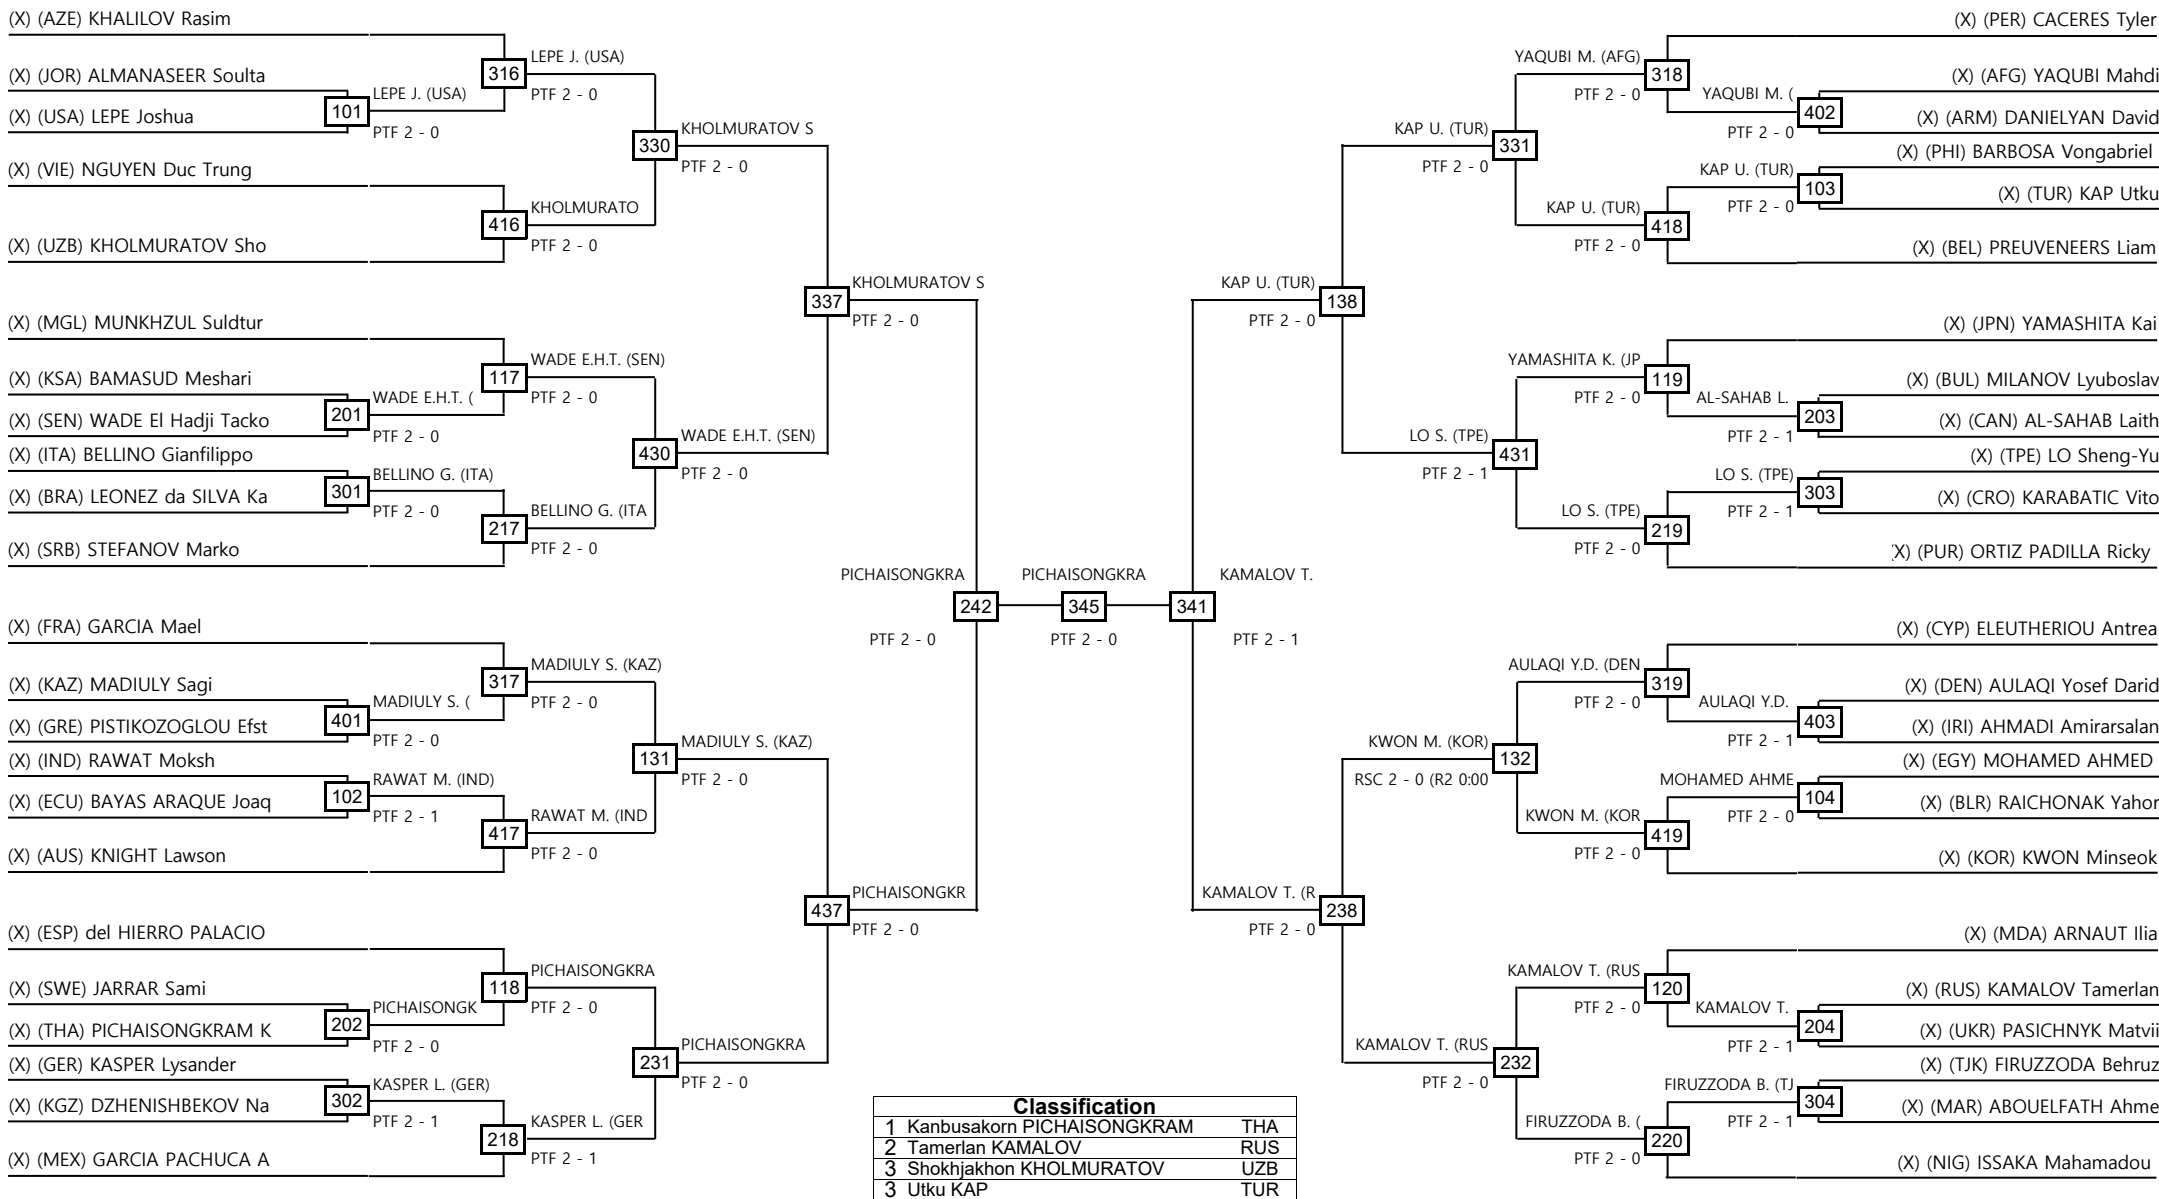 (X) (AZE) KHALILOV Rasim
(X) (JOR) ALMANASEER Soulta
(X) (USA) LEPE Joshua
(X) (VIE) NGUYEN Duc Trung
(X) (UZB) KHOLMURATOV Sho
(X) (MGL) MUNKHZUL Suldtur
(X) (KSA) BAMASUD Meshari
(X) (SEN) WADE El Hadji Tacko
(X) (ITA) BELLINO Gianfilippo
(X) (BRA) LEONEZ da SILVA Ka
(X) (SRB) STEFANOV Marko
(X) (FRA) GARCIA Mael
(X) (KAZ) MADIULY Sagi
(X) (GRE) PISTIKOZOGLOU Efst
(X) (IND) RAWAT Moksh
(X) (ECU) BAYAS ARAQUE Joaq
(X) (AUS) KNIGHT Lawson
(X) (ESP) del HIERRO PALACIO
(X) (SWE) JARRAR Sami
(X) (THA) PICHAISONGKRAM K
(X) (GER) KASPER Lysander
(X) (KGZ) DZHENISHBEKOV Na
(X) (MEX) GARCIA PACHUCA A
101
LEPE J. (USA)
PTF 2 - 0
201
WADE E.H.T. (
PTF 2 - 0
301
BELLINO G. (ITA)
PTF 2 - 0
401
MADIULY S. (
PTF 2 - 0
102
RAWAT M. (IND)
PTF 2 - 1
202
PICHAISONGK
PTF 2 - 0
302
KASPER L. (GER)
PTF 2 - 1
316
LEPE J. (USA)
PTF 2 - 0
416
KHOLMURATO
PTF 2 - 0
117
WADE E.H.T. (SEN)
PTF 2 - 0
217
BELLINO G. (ITA
PTF 2 - 0
317
MADIULY S. (KAZ)
PTF 2 - 0
417
RAWAT M. (IND
PTF 2 - 0
118
PICHAISONGKRA
PTF 2 - 0
218
KASPER L. (GER
PTF 2 - 1
330
KHOLMURATOV S
PTF 2 - 0
430
WADE E.H.T. (SEN)
PTF 2 - 0
131
MADIULY S. (KAZ)
PTF 2 - 0
231
PICHAISONGKRA
PTF 2 - 0
337
KHOLMURATOV S
PTF 2 - 0
437
PICHAISONGKR
PTF 2 - 0
PICHAISONGKRA
242
PTF 2 - 0
PICHAISONGKRA
345
PTF 2 - 0
KAMALOV T.
341
PTF 2 - 1
KAP U. (TUR)
138
PTF 2 - 0
KAMALOV T. (R
238
PTF 2 - 0
KAP U. (TUR)
331
PTF 2 - 0
LO S. (TPE)
431
PTF 2 - 1
KWON M. (KOR)
132
RSC 2 - 0 (R2 0:00
KAMALOV T. (RUS
232
PTF 2 - 0
YAQUBI M. (AFG)
318
PTF 2 - 0
KAP U. (TUR)
418
PTF 2 - 0
YAMASHITA K. (JP
119
PTF 2 - 0
LO S. (TPE)
219
PTF 2 - 0
AULAQI Y.D. (DEN
319
PTF 2 - 0
KWON M. (KOR
419
PTF 2 - 0
KAMALOV T. (RUS
120
PTF 2 - 0
FIRUZZODA B. (
220
PTF 2 - 0
YAQUBI M. (
402
PTF 2 - 0
KAP U. (TUR)
103
PTF 2 - 0
AL-SAHAB L.
203
PTF 2 - 1
LO S. (TPE)
303
PTF 2 - 1
AULAQI Y.D.
403
PTF 2 - 1
MOHAMED AHME
104
PTF 2 - 0
KAMALOV T.
204
PTF 2 - 1
FIRUZZODA B. (TJ
304
PTF 2 - 1
(X) (PER) CACERES Tyler
(X) (AFG) YAQUBI Mahdi
(X) (ARM) DANIELYAN David
(X) (PHI) BARBOSA Vongabriel
(X) (TUR) KAP Utku
(X) (BEL) PREUVENEERS Liam
(X) (JPN) YAMASHITA Kai
(X) (BUL) MILANOV Lyuboslav
(X) (CAN) AL-SAHAB Laith
(X) (TPE) LO Sheng-Yu
(X) (CRO) KARABATIC Vito
X) (PUR) ORTIZ PADILLA Ricky
(X) (CYP) ELEUTHERIOU Antrea
(X) (DEN) AULAQI Yosef Darid
(X) (IRI) AHMADI Amirarsalan
(X) (EGY) MOHAMED AHMED
(X) (BLR) RAICHONAK Yahor
(X) (KOR) KWON Minseok
(X) (MDA) ARNAUT Ilia
(X) (RUS) KAMALOV Tamerlan
(X) (UKR) PASICHNYK Matvii
(X) (TJK) FIRUZZODA Behruz
(X) (MAR) ABOUELFATH Ahme
(X) (NIG) ISSAKA Mahamadou
Classification
1 Kanbusakorn PICHAISONGKRAM THA
2 Tamerlan KAMALOV RUS
3 Shokhjakhon KHOLMURATOV UZB
3 Utku KAP TUR